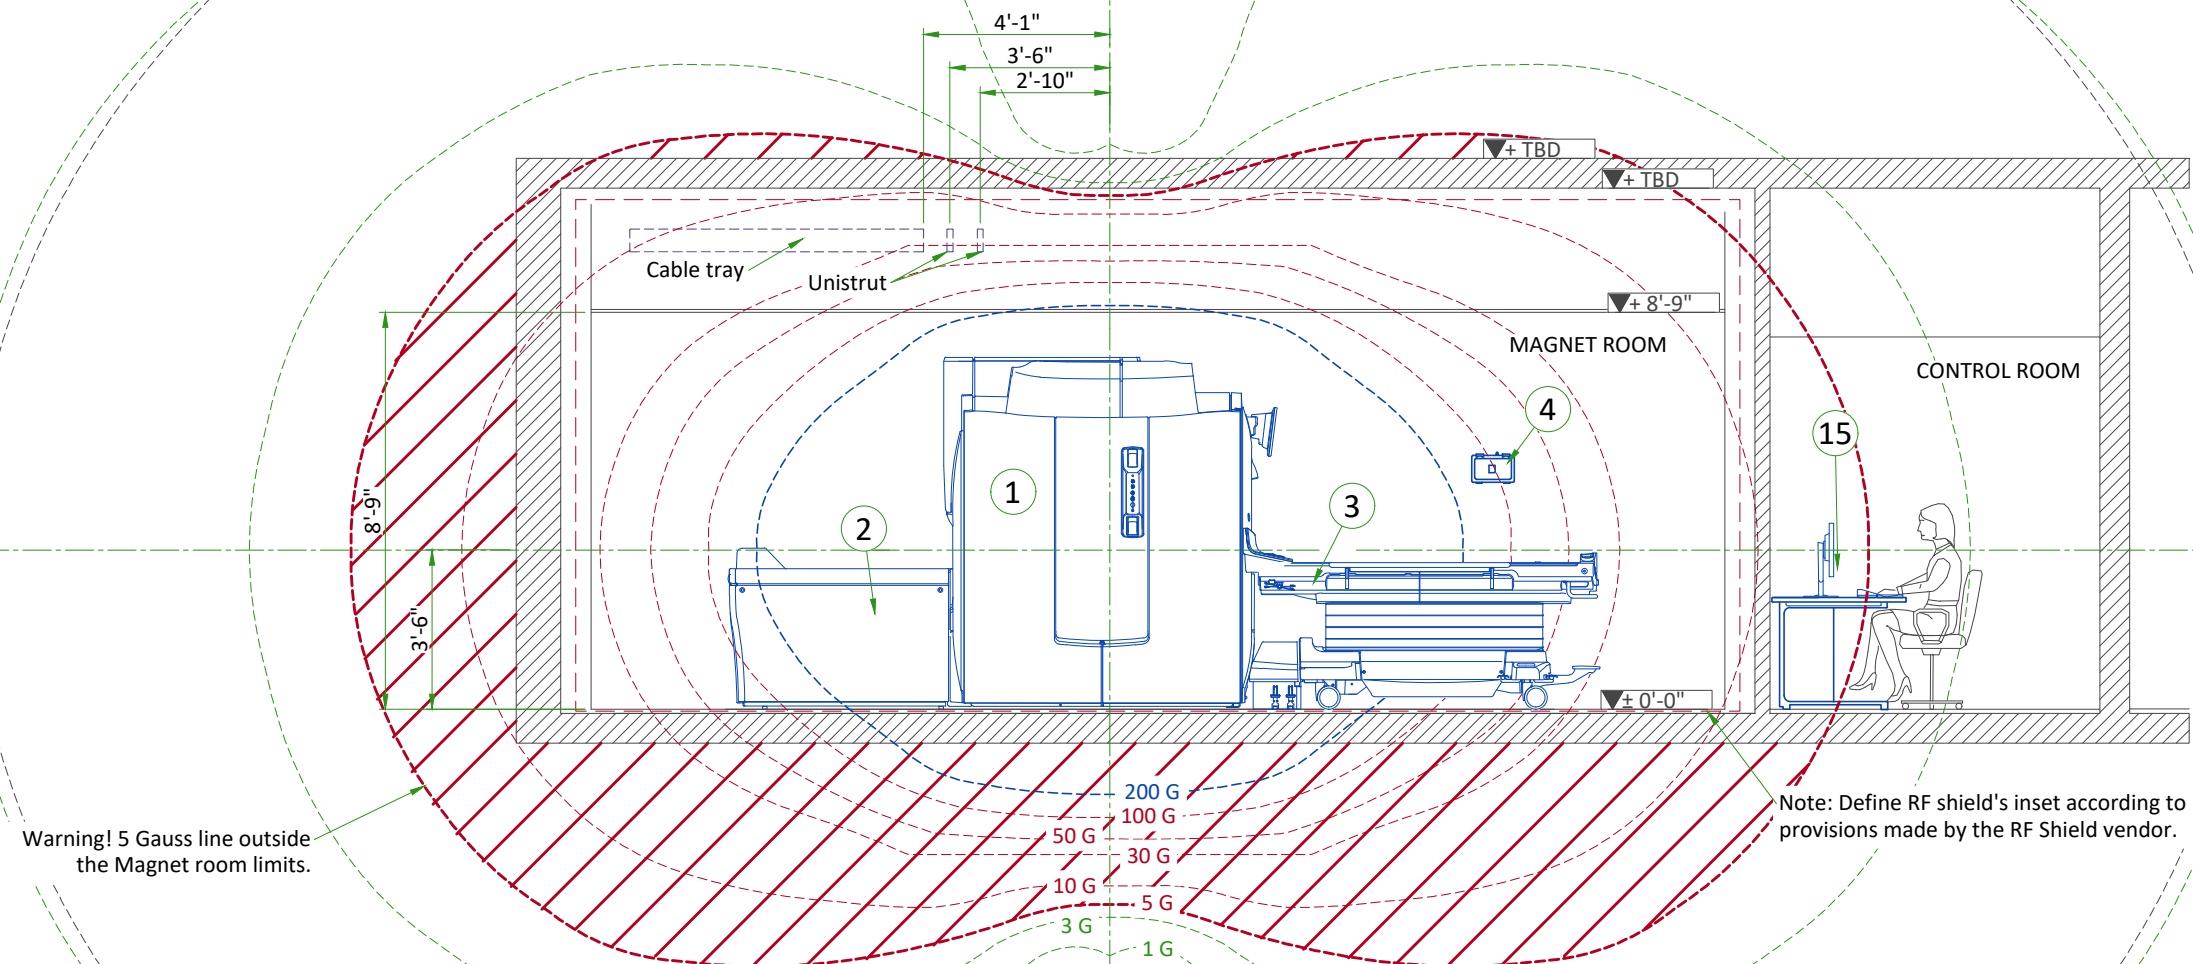 4'-1"
3'-6"
2'-10"
+ TBD
+ TBD
Cable tray
Unistrut
+ 8'-9"
MAGNET ROOM
CONTROL ROOM
4
15
1
3
2
8'-9"
3'-6"
± 0'-0"
200 G
100 G
50 G
30 G
10 G
5 G
3 G
1 G
Warning! 5 Gauss line outside
the Magnet room limits.
Note: Define RF shield's inset according to
provisions made by the RF Shield vendor.